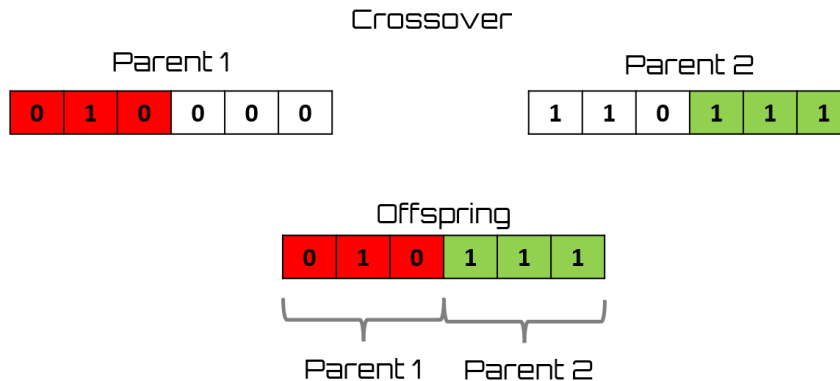 Crossover
Parent 1
Parent 2
0 1 0 0 0 0
1 1 0 1 1 1
Offspring
0 1 0 1 1 1
Parent 1
Parent 2